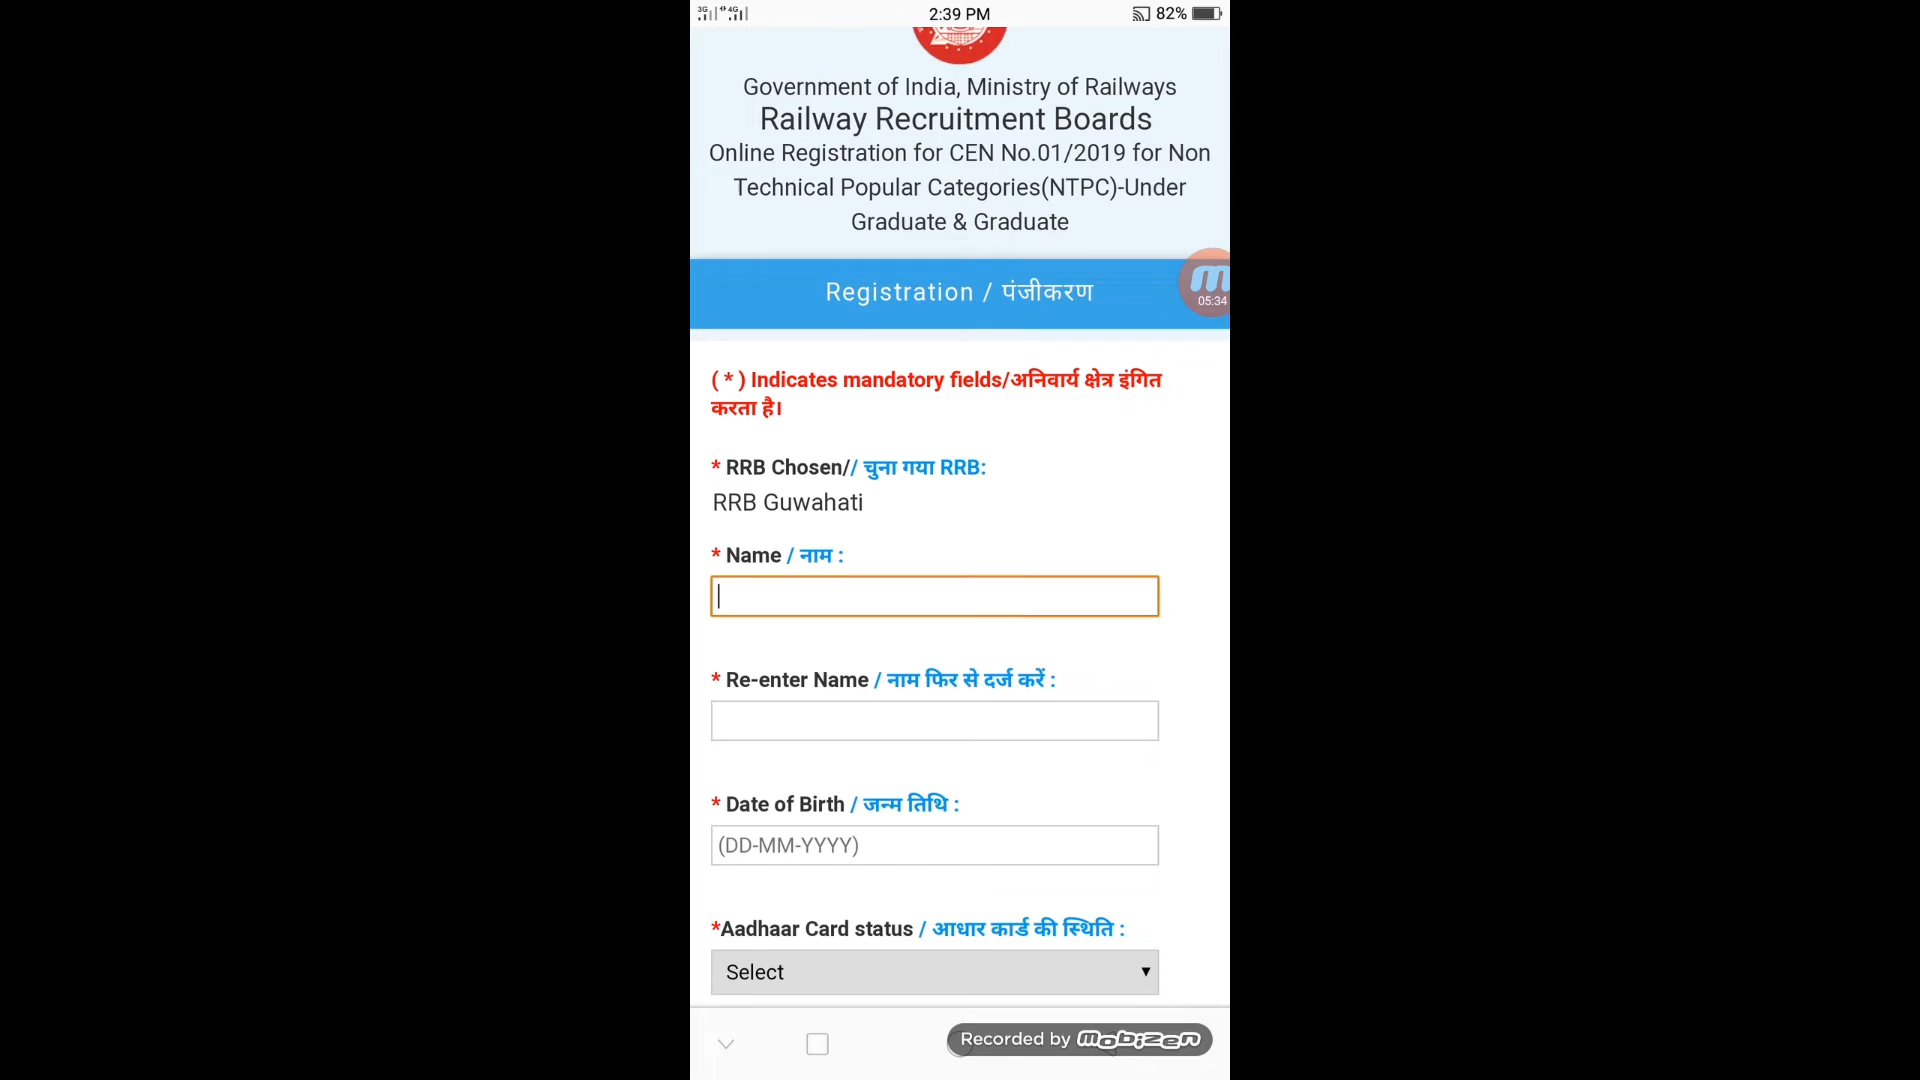 3G 4G 2:39 PM 82%
Government of India, Ministry of Railways
Railway Recruitment Boards
Online Registration for CEN No.01/2019 for Non
Technical Popular Categories(NTPC)-Under
Graduate & Graduate
Registration / पंजीकरण
05:34
( * ) Indicates mandatory fields/अनिवार्य क्षेत्र इंगित
करता है।
* RRB Chosen// चुना गया RRB:
RRB Guwahati
* Name / नाम :
* Re-enter Name / नाम फिर से दर्ज करें :
* Date of Birth / जन्म तिथि :
(DD-MM-YYYY)
*Aadhaar Card status / आधार कार्ड की स्थिति :
Select
Recorded by mobizen